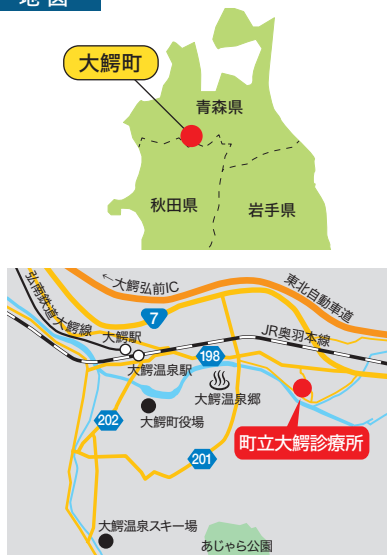 地図
大鰐町
青森県
秋田県
岩手県
←大鰐弘前IC
東北自動車道
弘南鉄道大鰐線
7
大鰐駅
JR奥羽本線
198
大鰐温泉駅
大鰐温泉郷
202
大鰐町役場
町立大鰐診療所
201
大鰐温泉スキー場
あじゃら公園